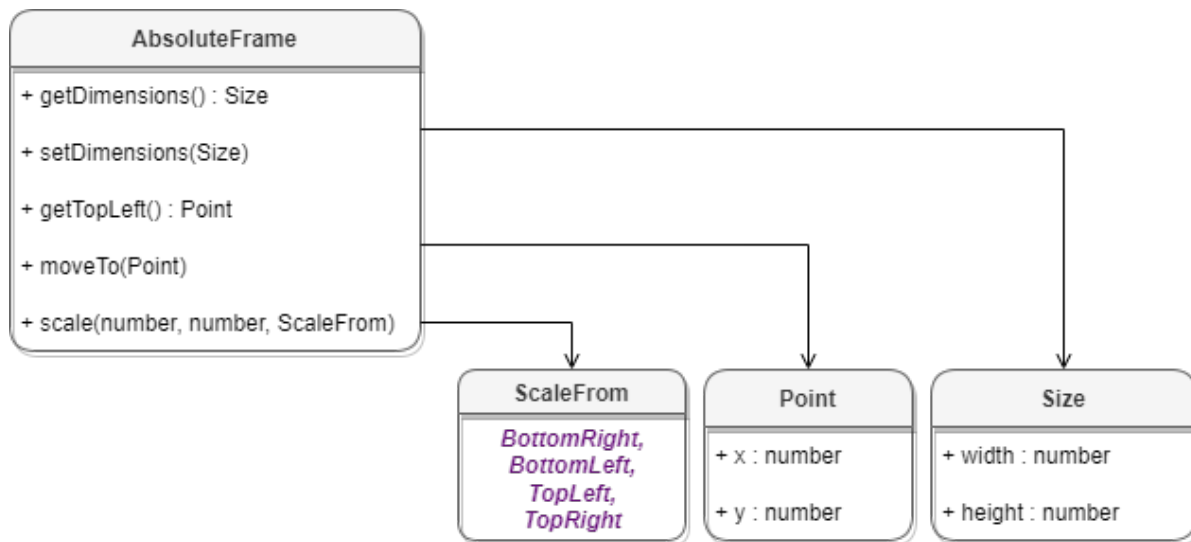 AbsoluteFrame
+ getDimensions() : Size
+ setDimensions(Size)
+ getTopLeft() : Point
+ moveTo(Point)
+ scale(number, number, ScaleFrom)
ScaleFrom
BottomRight,
BottomLeft,
TopLeft,
TopRight
Point
+ x : number
+ y : number
Size
+ width : number
+ height : number